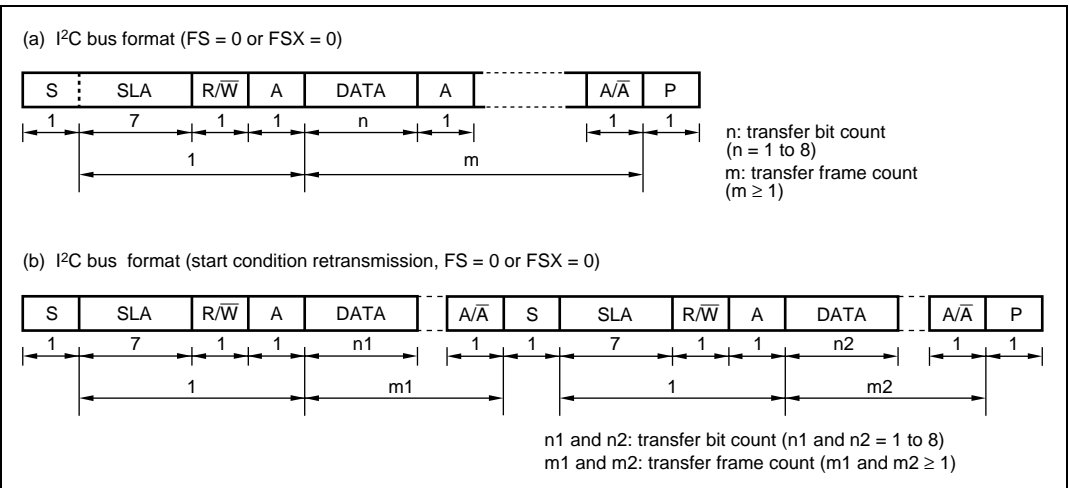 (a) I²C bus format (FS = 0 or FSX = 0)
S SLA R/W̅ A DATA A A/A̅ P
1 7 1 1 n 1 1 1
1 m
n: transfer bit count
(n = 1 to 8)
m: transfer frame count
(m ≥ 1)
(b) I²C bus format (start condition retransmission, FS = 0 or FSX = 0)
S SLA R/W̅ A DATA A/A̅ S SLA R/W̅ A DATA A/A̅ P
1 7 1 1 n1 1 1 7 1 1 n2 1 1
1 m1 1 m2
n1 and n2: transfer bit count (n1 and n2 = 1 to 8)
m1 and m2: transfer frame count (m1 and m2 ≥ 1)